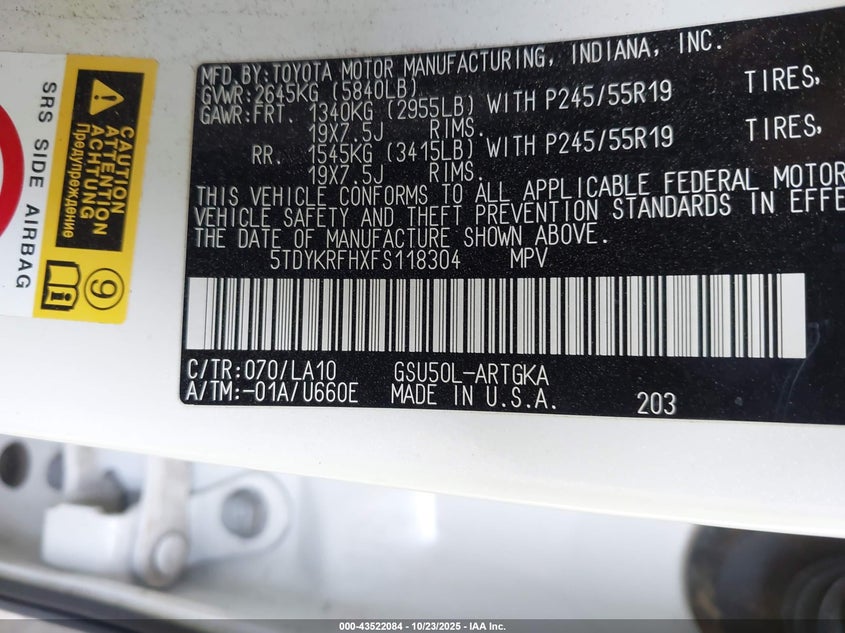 MFD.BY:TOYOTA MOTOR MANUFACTURING, INDIANA, INC.
GVWR:2645KG (5840LB)
GAWR:FRT. 1340KG (2955LB) WITH P245/55R19 TIRES,
19X7.5J RIMS.
RR. 1545KG (3415LB) WITH P245/55R19 TIRES,
19X7.5J RIMS.
THIS VEHICLE CONFORMS TO ALL APPLICABLE FEDERAL MOTOR
VEHICLE SAFETY AND THEFT PREVENTION STANDARDS IN EFFE
THE DATE OF MANUFACTURE SHOWN ABOVE.
5TDYKRFHXFS118304 MPV
C/TR:070/LA10 GSU50L-ARTGKA
A/TM:-01A/U660E MADE IN U.S.A. 203
SRS SIDE AIRBAG
CAUTION
ACHTUNG
Предупреждение
i
9
000-43522084 - 10/23/2025 - IAA Inc.